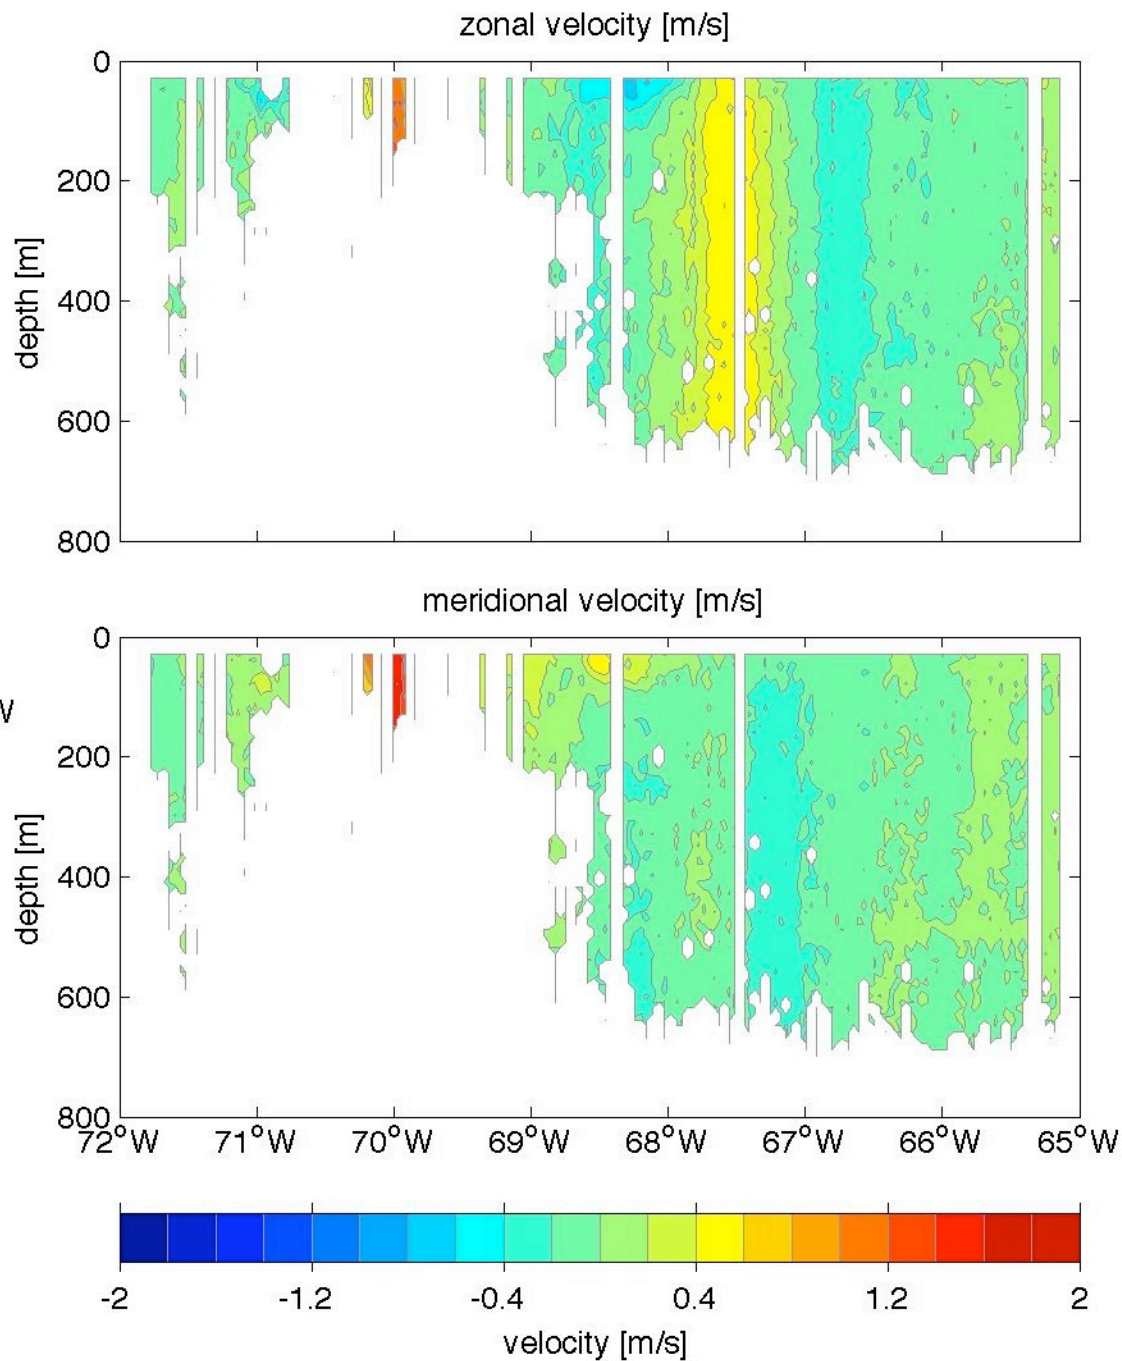 zonal velocity [m/s]
0
200
400
600
800
depth [m]
meridional velocity [m/s]
0
200
400
600
800
depth [m]
W
72°W 71°W 70°W 69°W 68°W 67°W 66°W 65°W
-2 -1.2 -0.4 0.4 1.2 2
velocity [m/s]